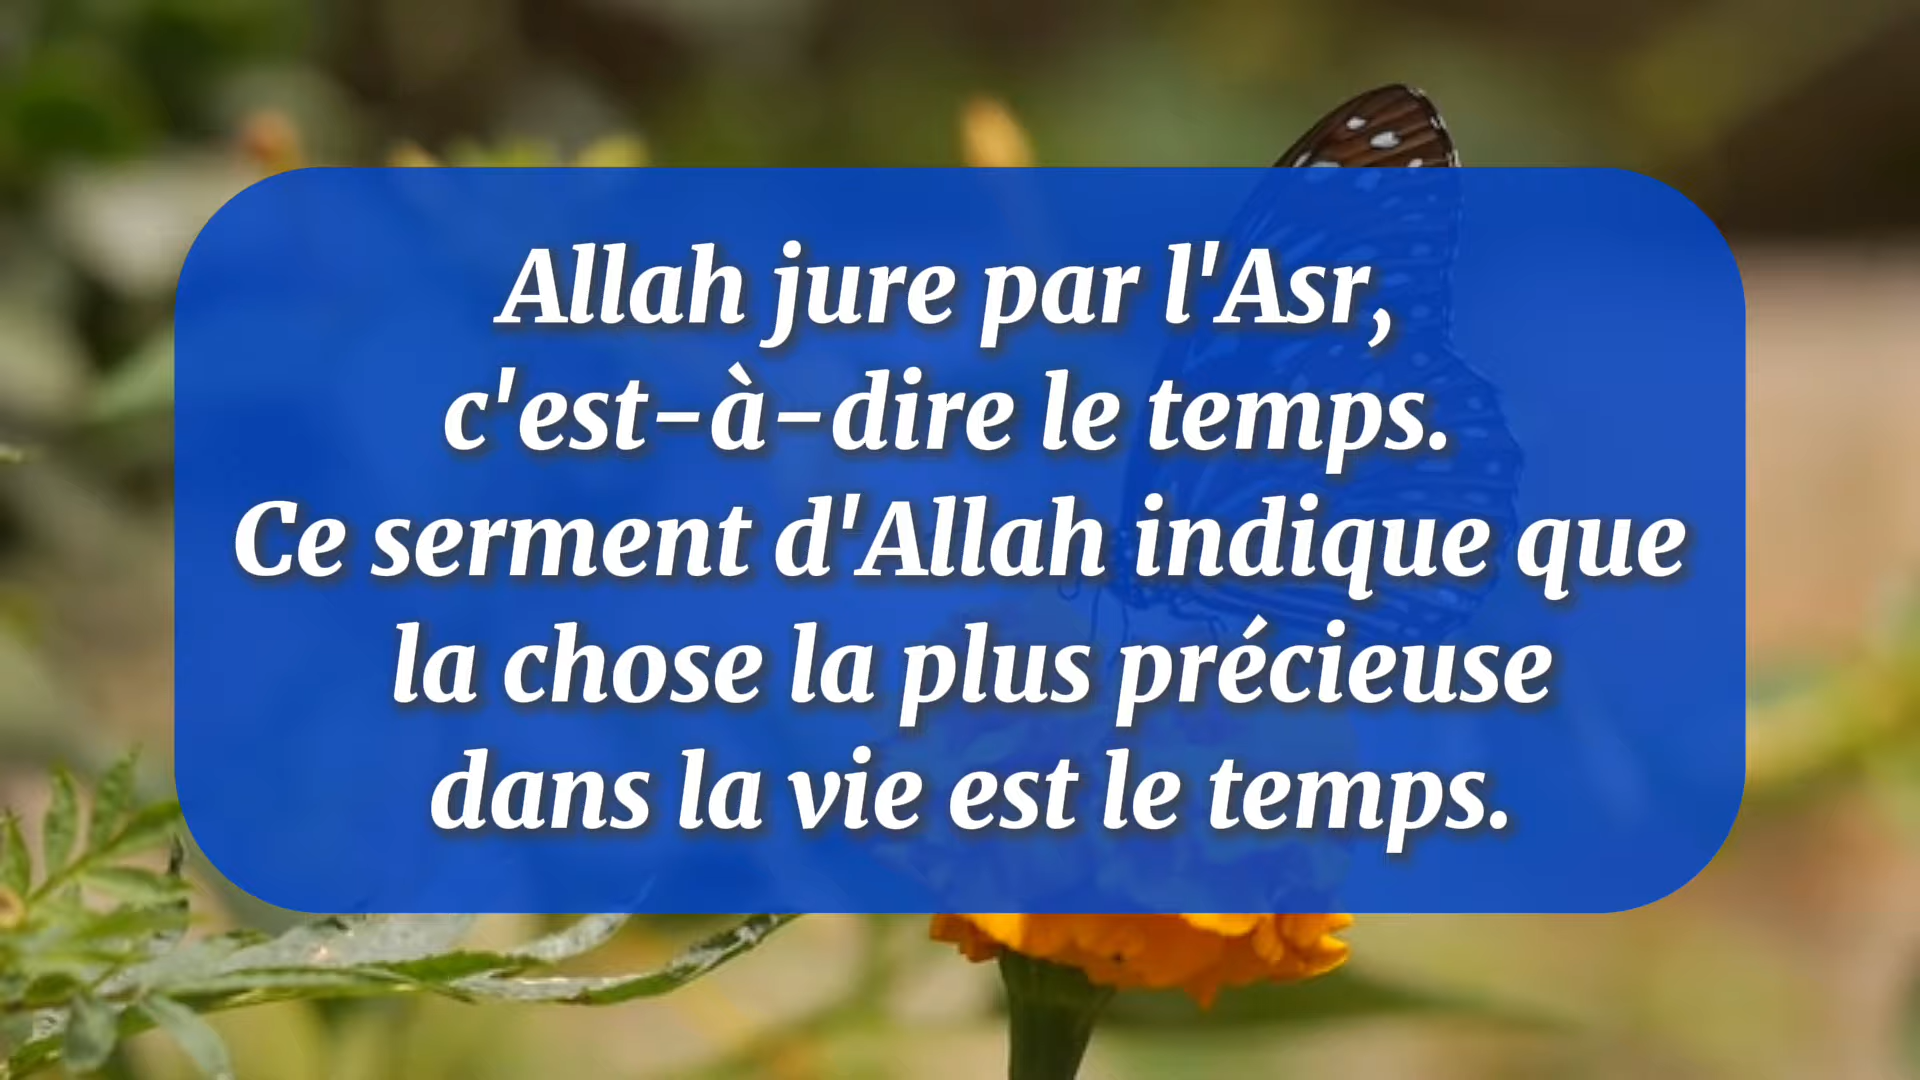 Allah jure par l'Asr,
c'est-à-dire le temps.
Ce serment d'Allah indique que
la chose la plus précieuse
dans la vie est le temps.